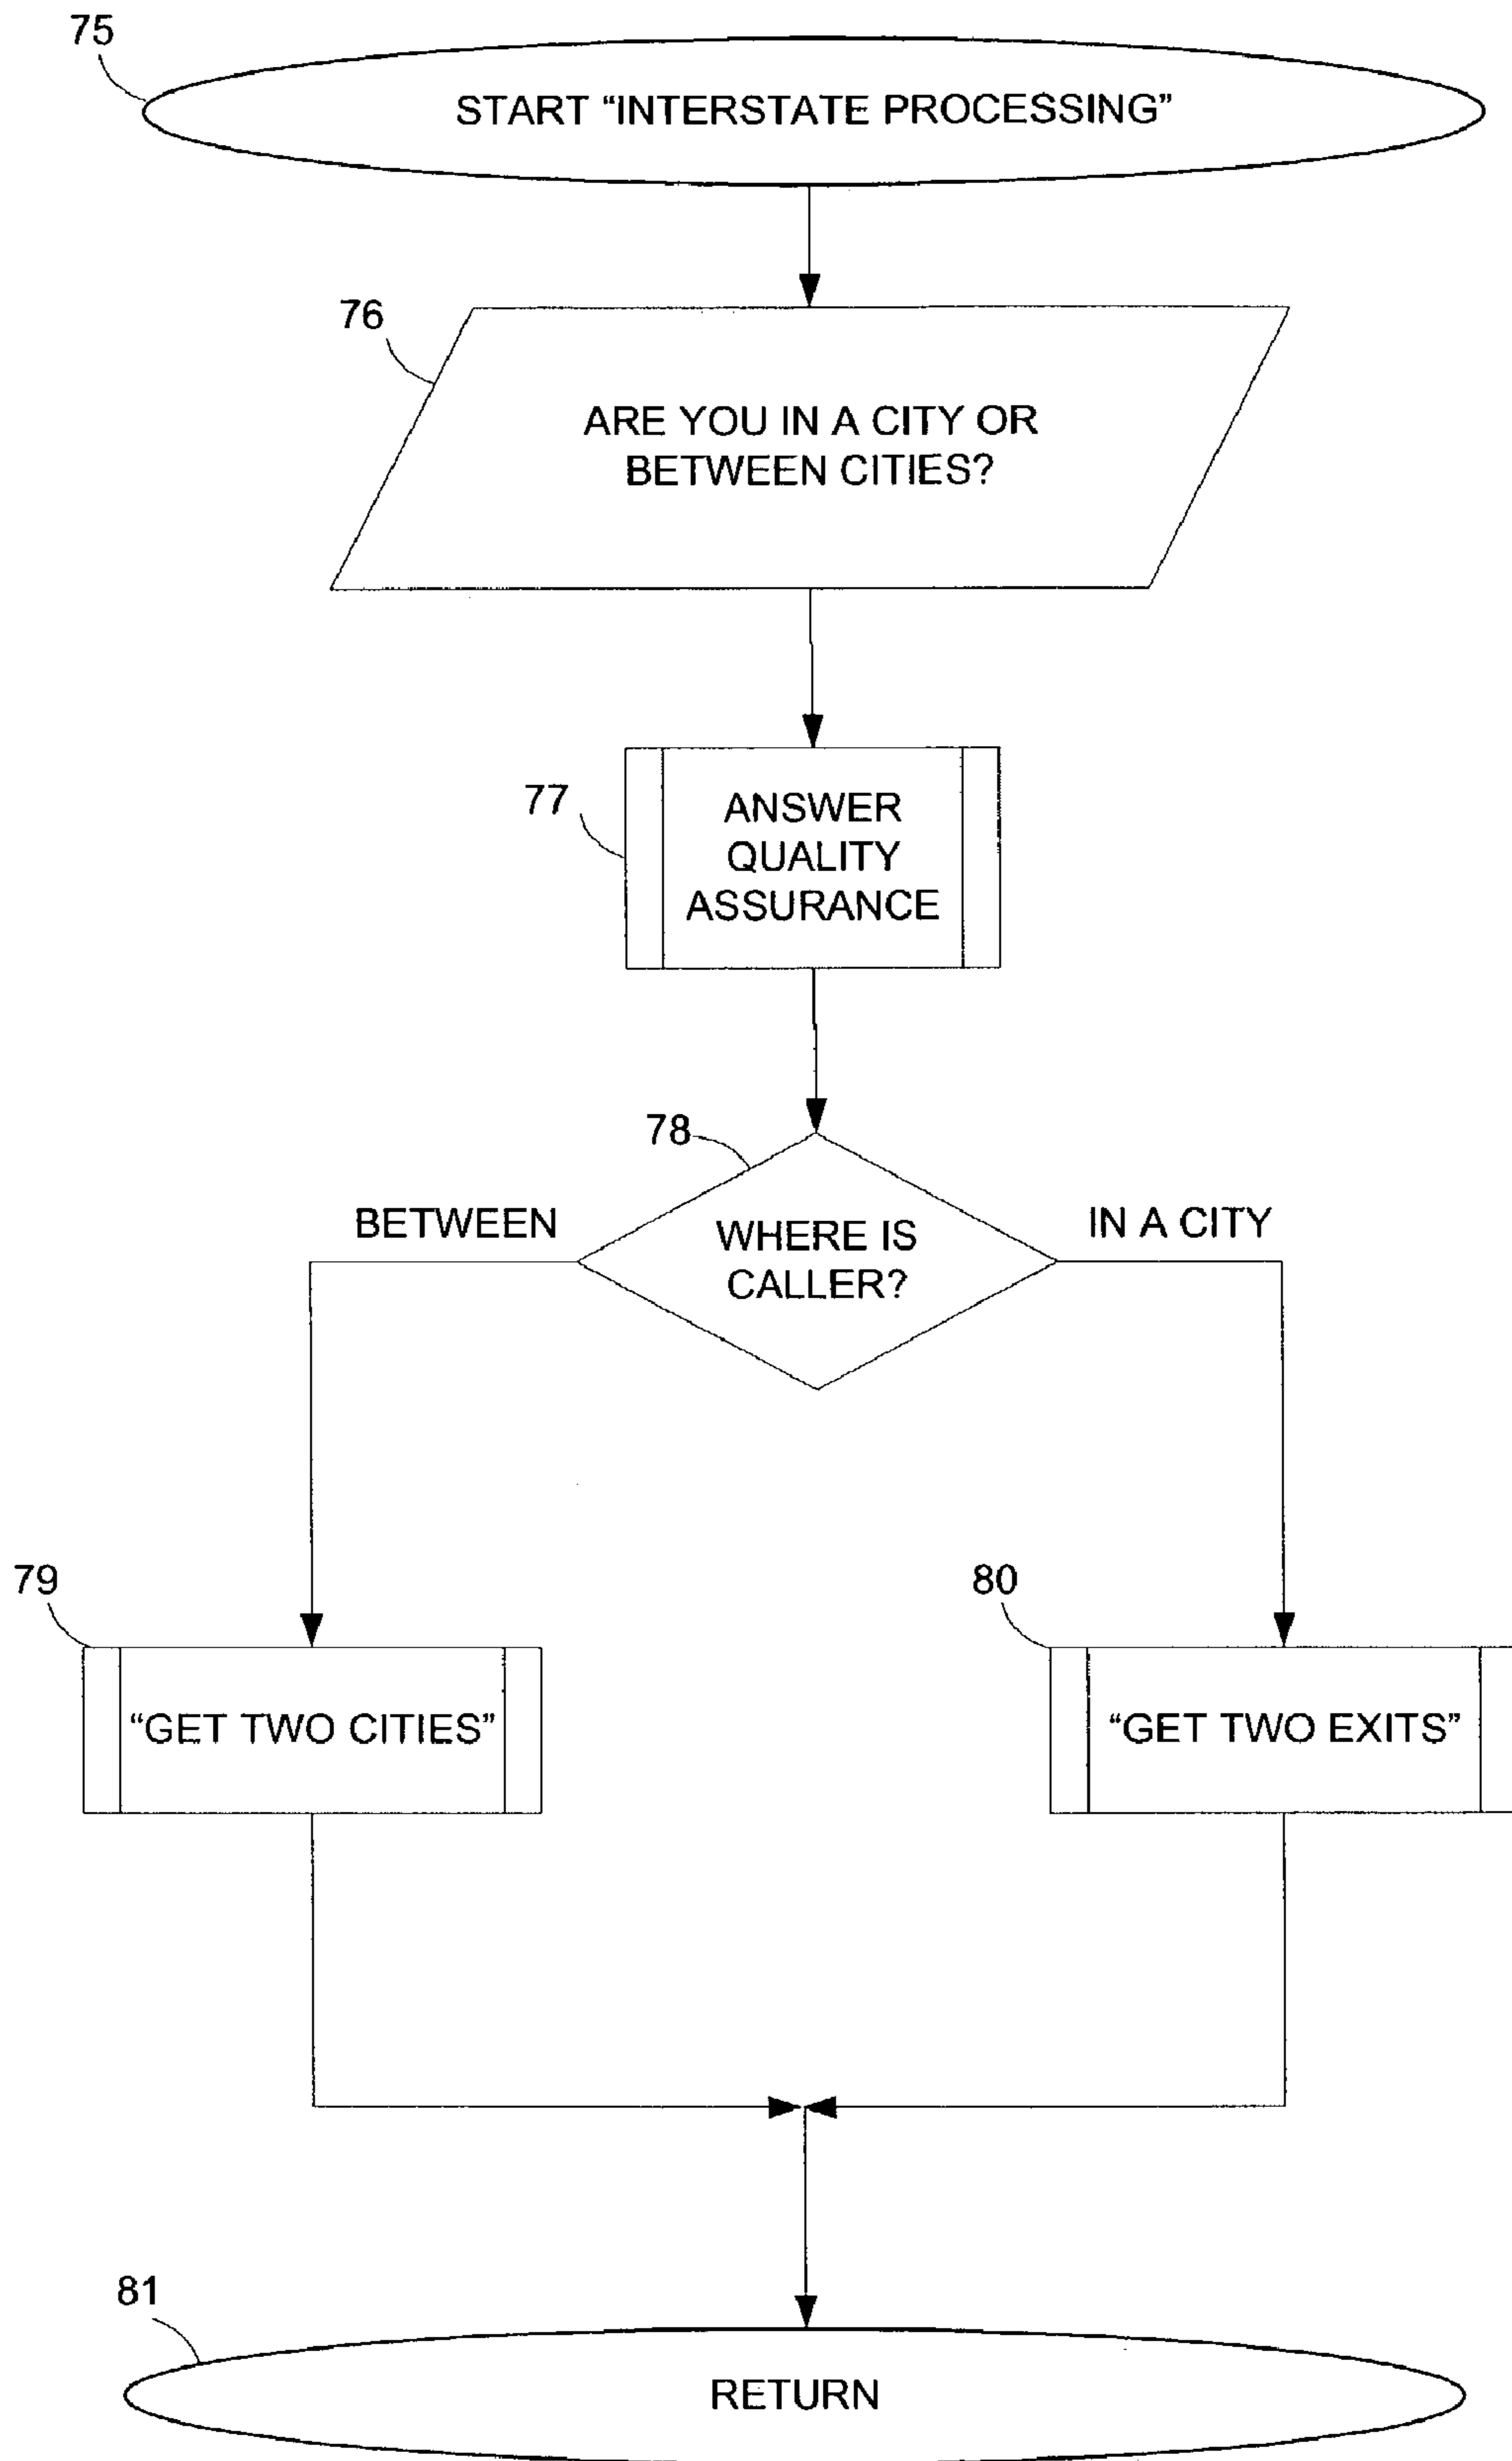 75
START “INTERSTATE PROCESSING”
76
ARE YOU IN A CITY OR
BETWEEN CITIES?
77
ANSWER
QUALITY
ASSURANCE
78
BETWEEN
WHERE IS
CALLER?
IN A CITY
79
“GET TWO CITIES”
80
“GET TWO EXITS”
81
RETURN